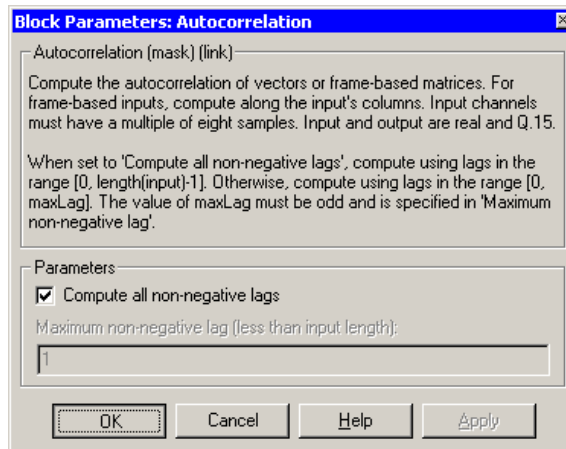 Block Parameters: Autocorrelation
Autocorrelation (mask) (link)
Compute the autocorrelation of vectors or frame-based matrices. For
frame-based inputs, compute along the input's columns. Input channels
must have a multiple of eight samples. Input and output are real and Q.15.
When set to 'Compute all non-negative lags', compute using lags in the
range [0, length(input)-1]. Otherwise, compute using lags in the range [0,
maxLag]. The value of maxLag must be odd and is specified in 'Maximum
non-negative lag'.
Parameters
Compute all non-negative lags
Maximum non-negative lag (less than input length):
1
OK Cancel Help Apply